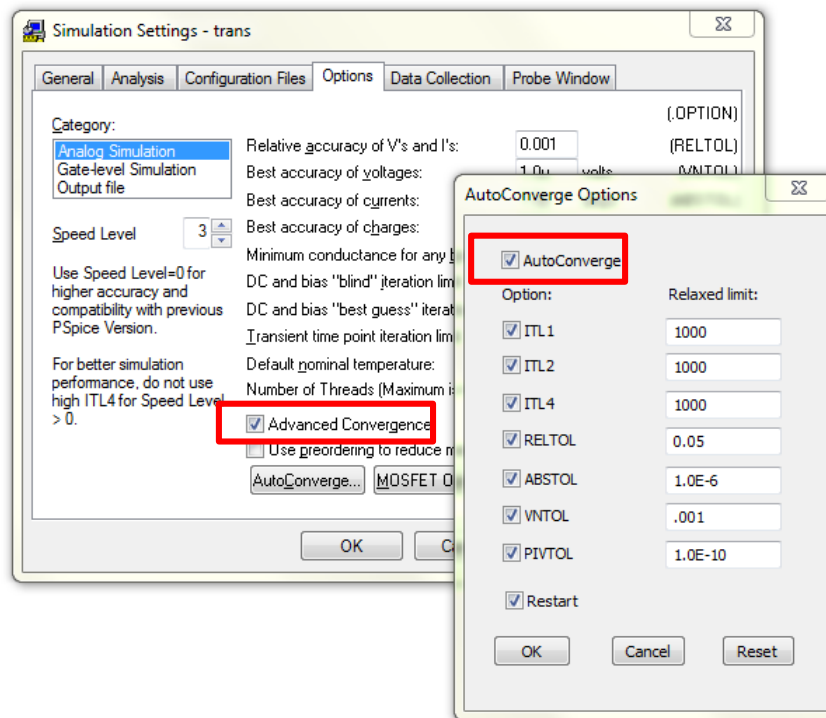 Simulation Settings - trans
General Analysis Configuration Files Options Data Collection Probe Window
(.OPTION)
Category:
Analog Simulation
Gate-level Simulation
Output file
Speed Level 3
Use Speed Level=0 for
higher accuracy and
compatibility with previous
PSpice Version.
For better simulation
performance, do not use
high ITL4 for Speed Level
> 0.
Relative accuracy of V's and I's: 0.001 (RELTOL)
Best accuracy of voltages: 1.0u volts (VNTOL)
Best accuracy of currents:
Best accuracy of charges:
Minimum conductance for any
DC and bias "blind" iteration
DC and bias "best guess"
Transient time point iteration
Default nominal temperature:
Number of Threads (Maximum
Advanced Convergence
Use preordering to reduce
AutoConverge... MOSFET
OK
AutoConverge Options
AutoConverge
Option: Relaxed limit:
ITL1 1000
ITL2 1000
ITL4 1000
RELTOL 0.05
ABSTOL 1.0E-6
VNTOL .001
PIVTOL 1.0E-10
Restart
OK Cancel Reset